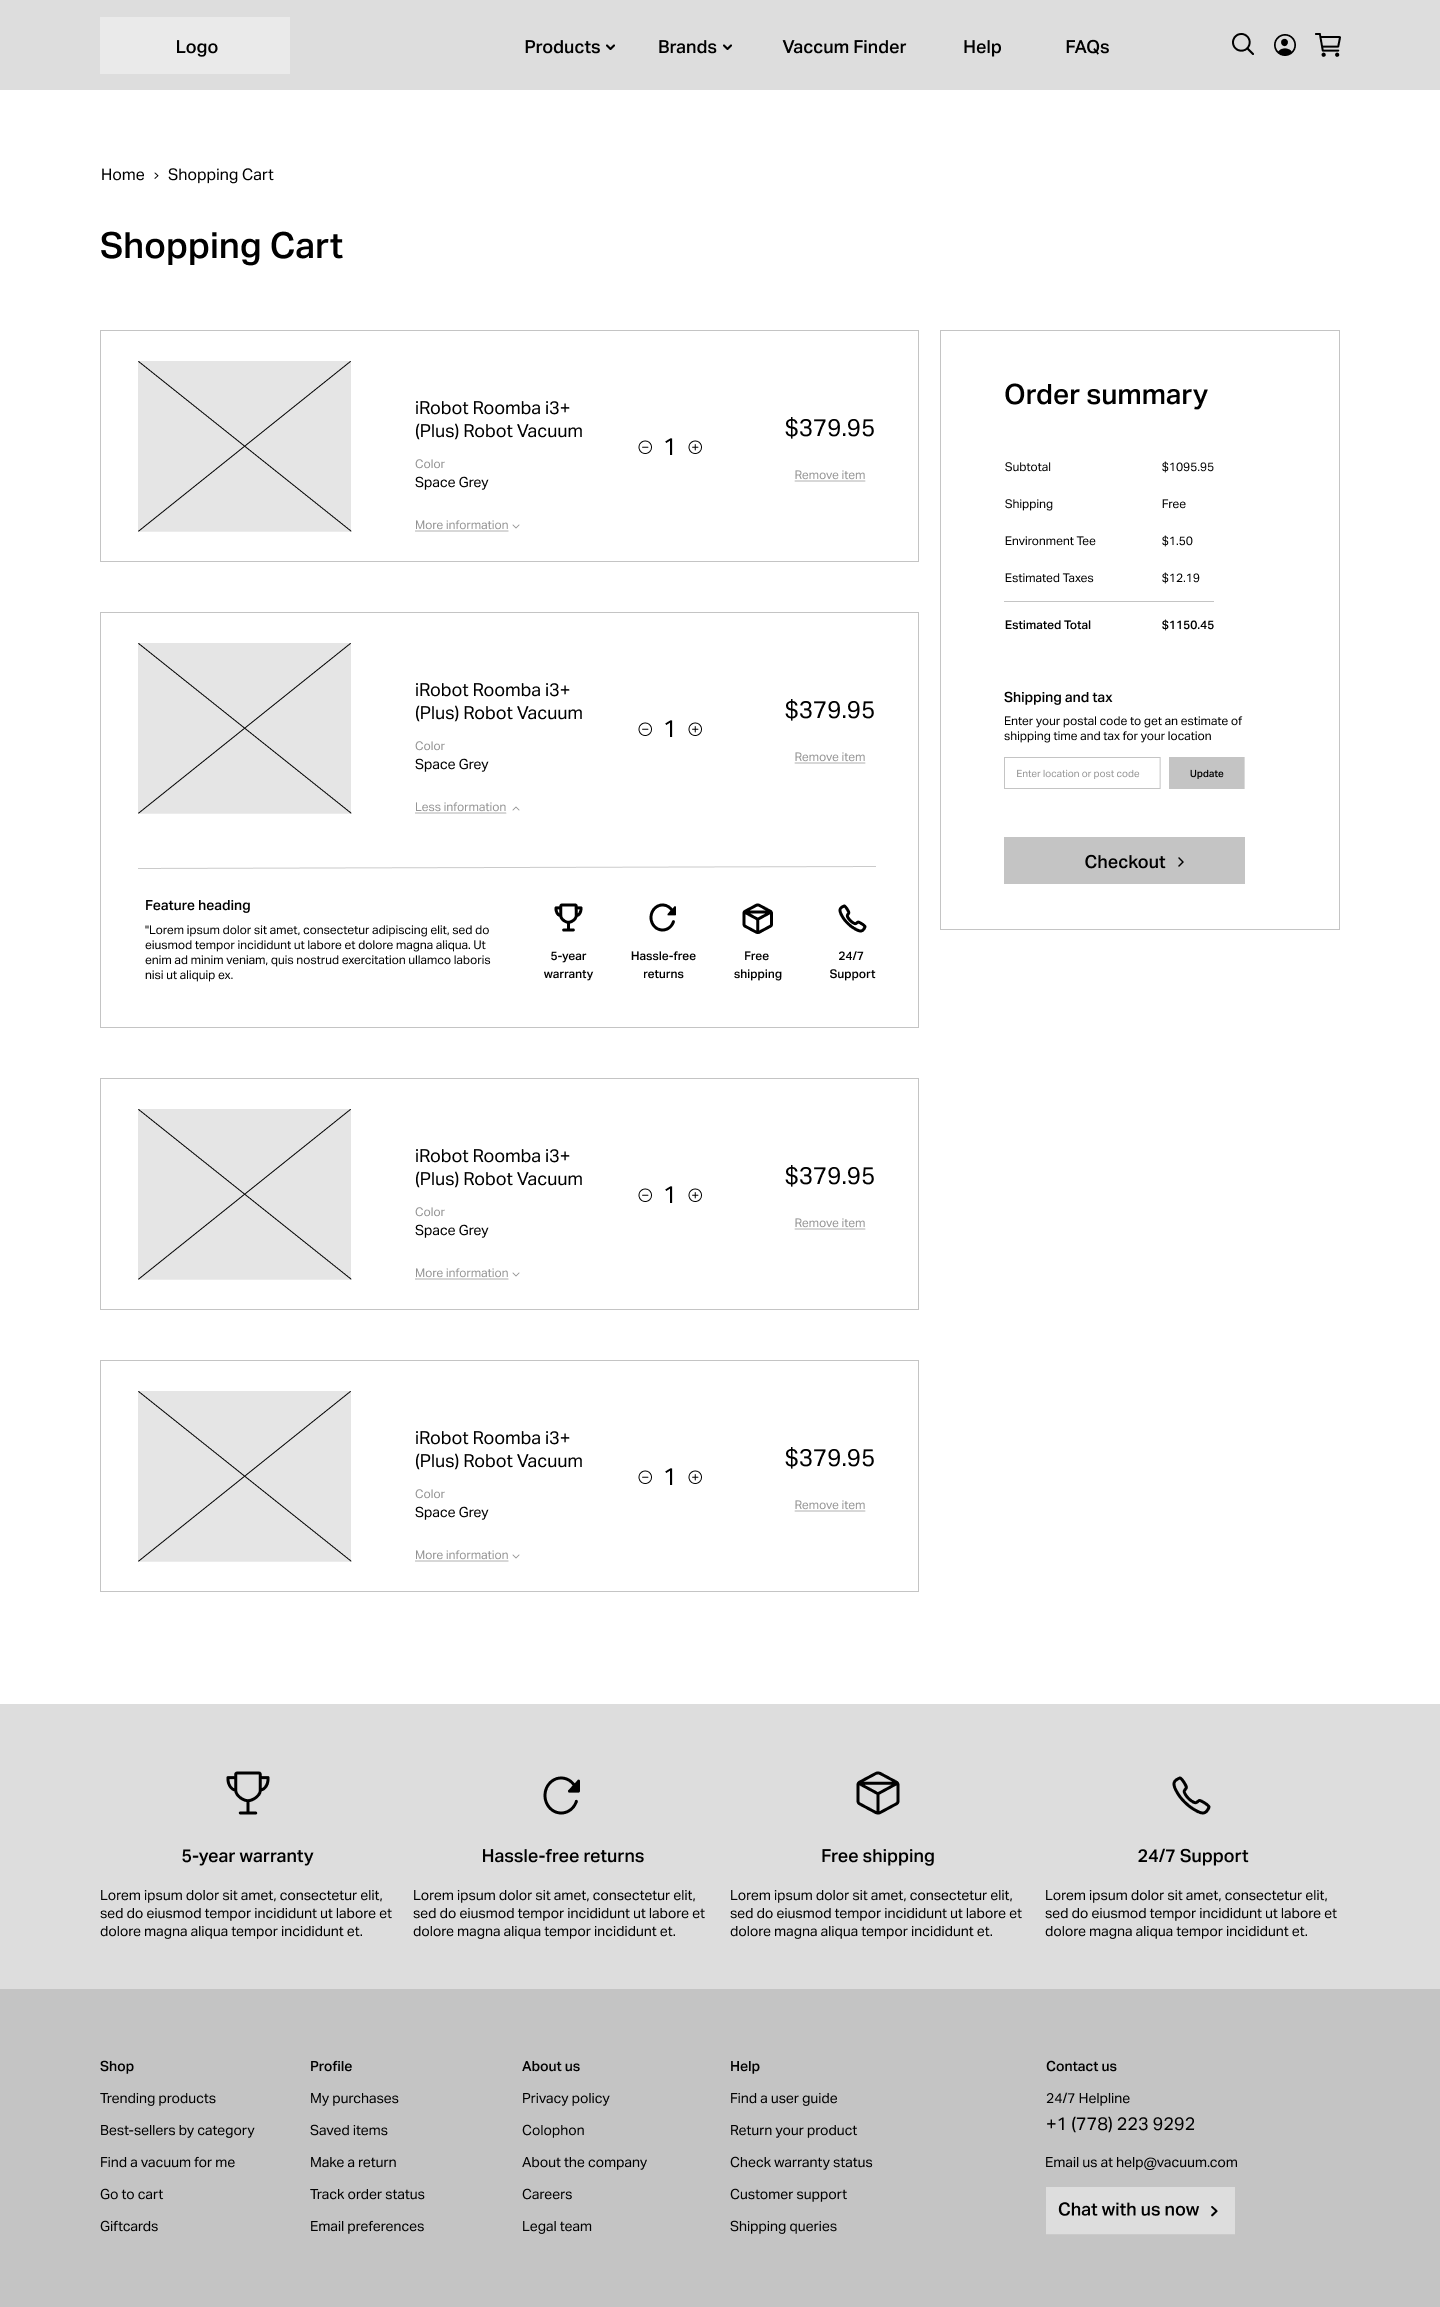 Logo
Products
Brands
Vaccum Finder
Help
FAQs
Home › Shopping Cart
Shopping Cart
iRobot Roomba i3+
(Plus) Robot Vacuum
Color
Space Grey
More information
1
$379.95
Remove item
iRobot Roomba i3+
(Plus) Robot Vacuum
Color
Space Grey
Less information
1
$379.95
Remove item
Feature heading
"Lorem ipsum dolor sit amet, consectetur adipiscing elit, sed do
eiusmod tempor incididunt ut labore et dolore magna aliqua. Ut
enim ad minim veniam, quis nostrud exercitation ullamco laboris
nisi ut aliquip ex.
5-year
warranty
Hassle-free
returns
Free
shipping
24/7
Support
iRobot Roomba i3+
(Plus) Robot Vacuum
Color
Space Grey
More information
1
$379.95
Remove item
iRobot Roomba i3+
(Plus) Robot Vacuum
Color
Space Grey
More information
1
$379.95
Remove item
Order summary
Subtotal $1095.95
Shipping Free
Environment Tee $1.50
Estimated Taxes $12.19
Estimated Total $1150.45
Shipping and tax
Enter your postal code to get an estimate of
shipping time and tax for your location
Enter location or post code
Update
Checkout
5-year warranty
Lorem ipsum dolor sit amet, consectetur elit,
sed do eiusmod tempor incididunt ut labore et
dolore magna aliqua tempor incididunt et.
Hassle-free returns
Lorem ipsum dolor sit amet, consectetur elit,
sed do eiusmod tempor incididunt ut labore et
dolore magna aliqua tempor incididunt et.
Free shipping
Lorem ipsum dolor sit amet, consectetur elit,
sed do eiusmod tempor incididunt ut labore et
dolore magna aliqua tempor incididunt et.
24/7 Support
Lorem ipsum dolor sit amet, consectetur elit,
sed do eiusmod tempor incididunt ut labore et
dolore magna aliqua tempor incididunt et.
Shop
Trending products
Best-sellers by category
Find a vacuum for me
Go to cart
Giftcards
Profile
My purchases
Saved items
Make a return
Track order status
Email preferences
About us
Privacy policy
Colophon
About the company
Careers
Legal team
Help
Find a user guide
Return your product
Check warranty status
Customer support
Shipping queries
Contact us
24/7 Helpline
+1 (778) 223 9292
Email us at help@vacuum.com
Chat with us now